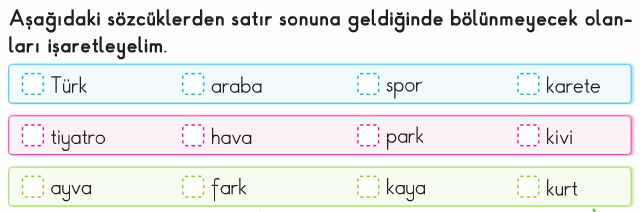 Aşağıdaki sözcüklerden satır sonuna geldiğinde bölünmeyecek olan-
ları işaretleyelim.
Türk araba spor karete
tiyatro hava park kivi
ayva fark kaya kurt